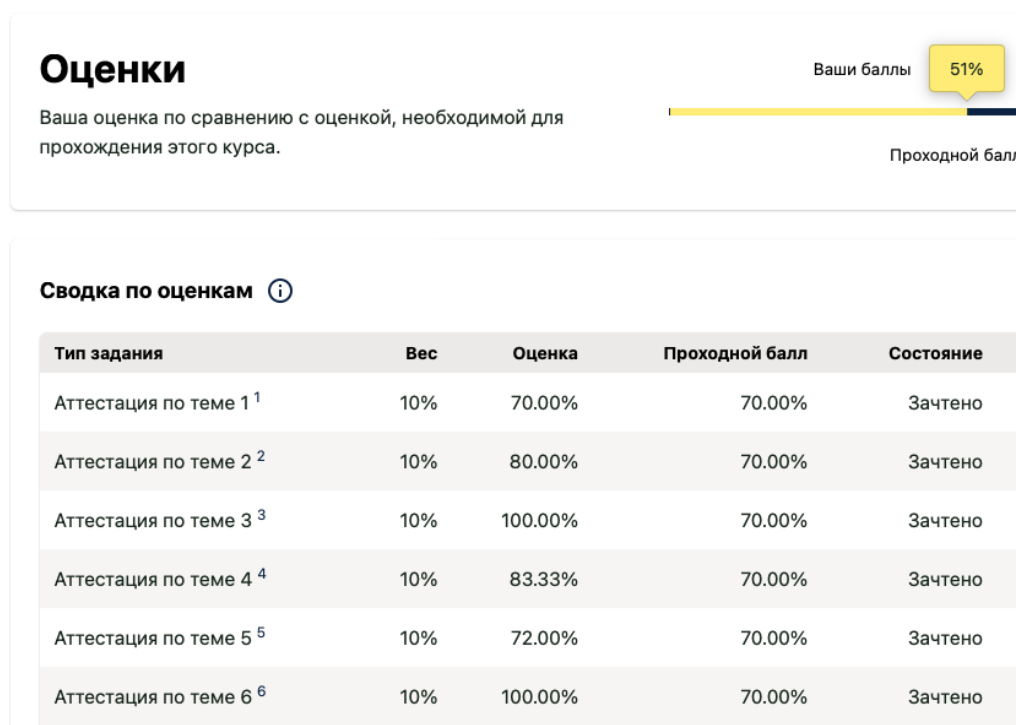 Оценки
Ваши баллы 51%
Ваша оценка по сравнению с оценкой, необходимой для
прохождения этого курса.
Проходной балл
Сводка по оценкам
Тип задания Вес Оценка Проходной балл Состояние
Аттестация по теме 1 1 10% 70.00% 70.00% Зачтено
Аттестация по теме 2 2 10% 80.00% 70.00% Зачтено
Аттестация по теме 3 3 10% 100.00% 70.00% Зачтено
Аттестация по теме 4 4 10% 83.33% 70.00% Зачтено
Аттестация по теме 5 5 10% 72.00% 70.00% Зачтено
Аттестация по теме 6 6 10% 100.00% 70.00% Зачтено